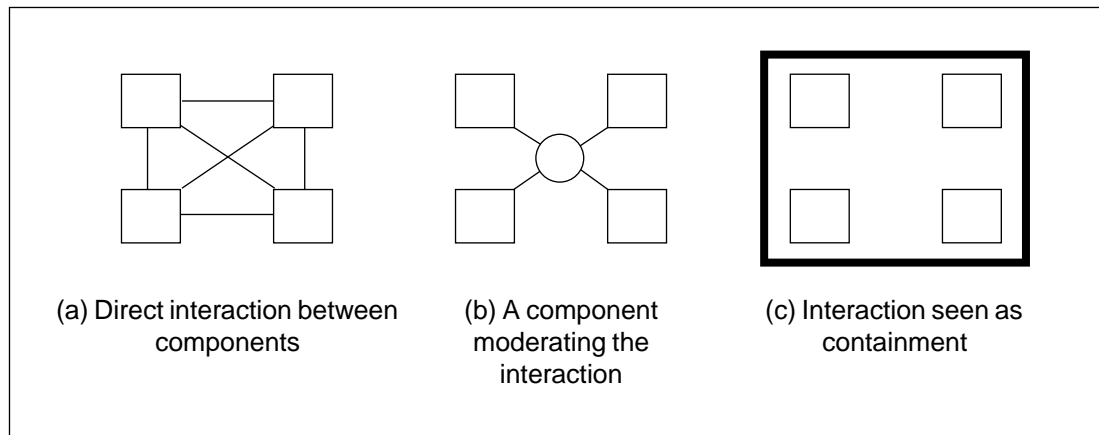 (a) Direct interaction between
components
(b) A component
moderating the
interaction
(c) Interaction seen as
containment